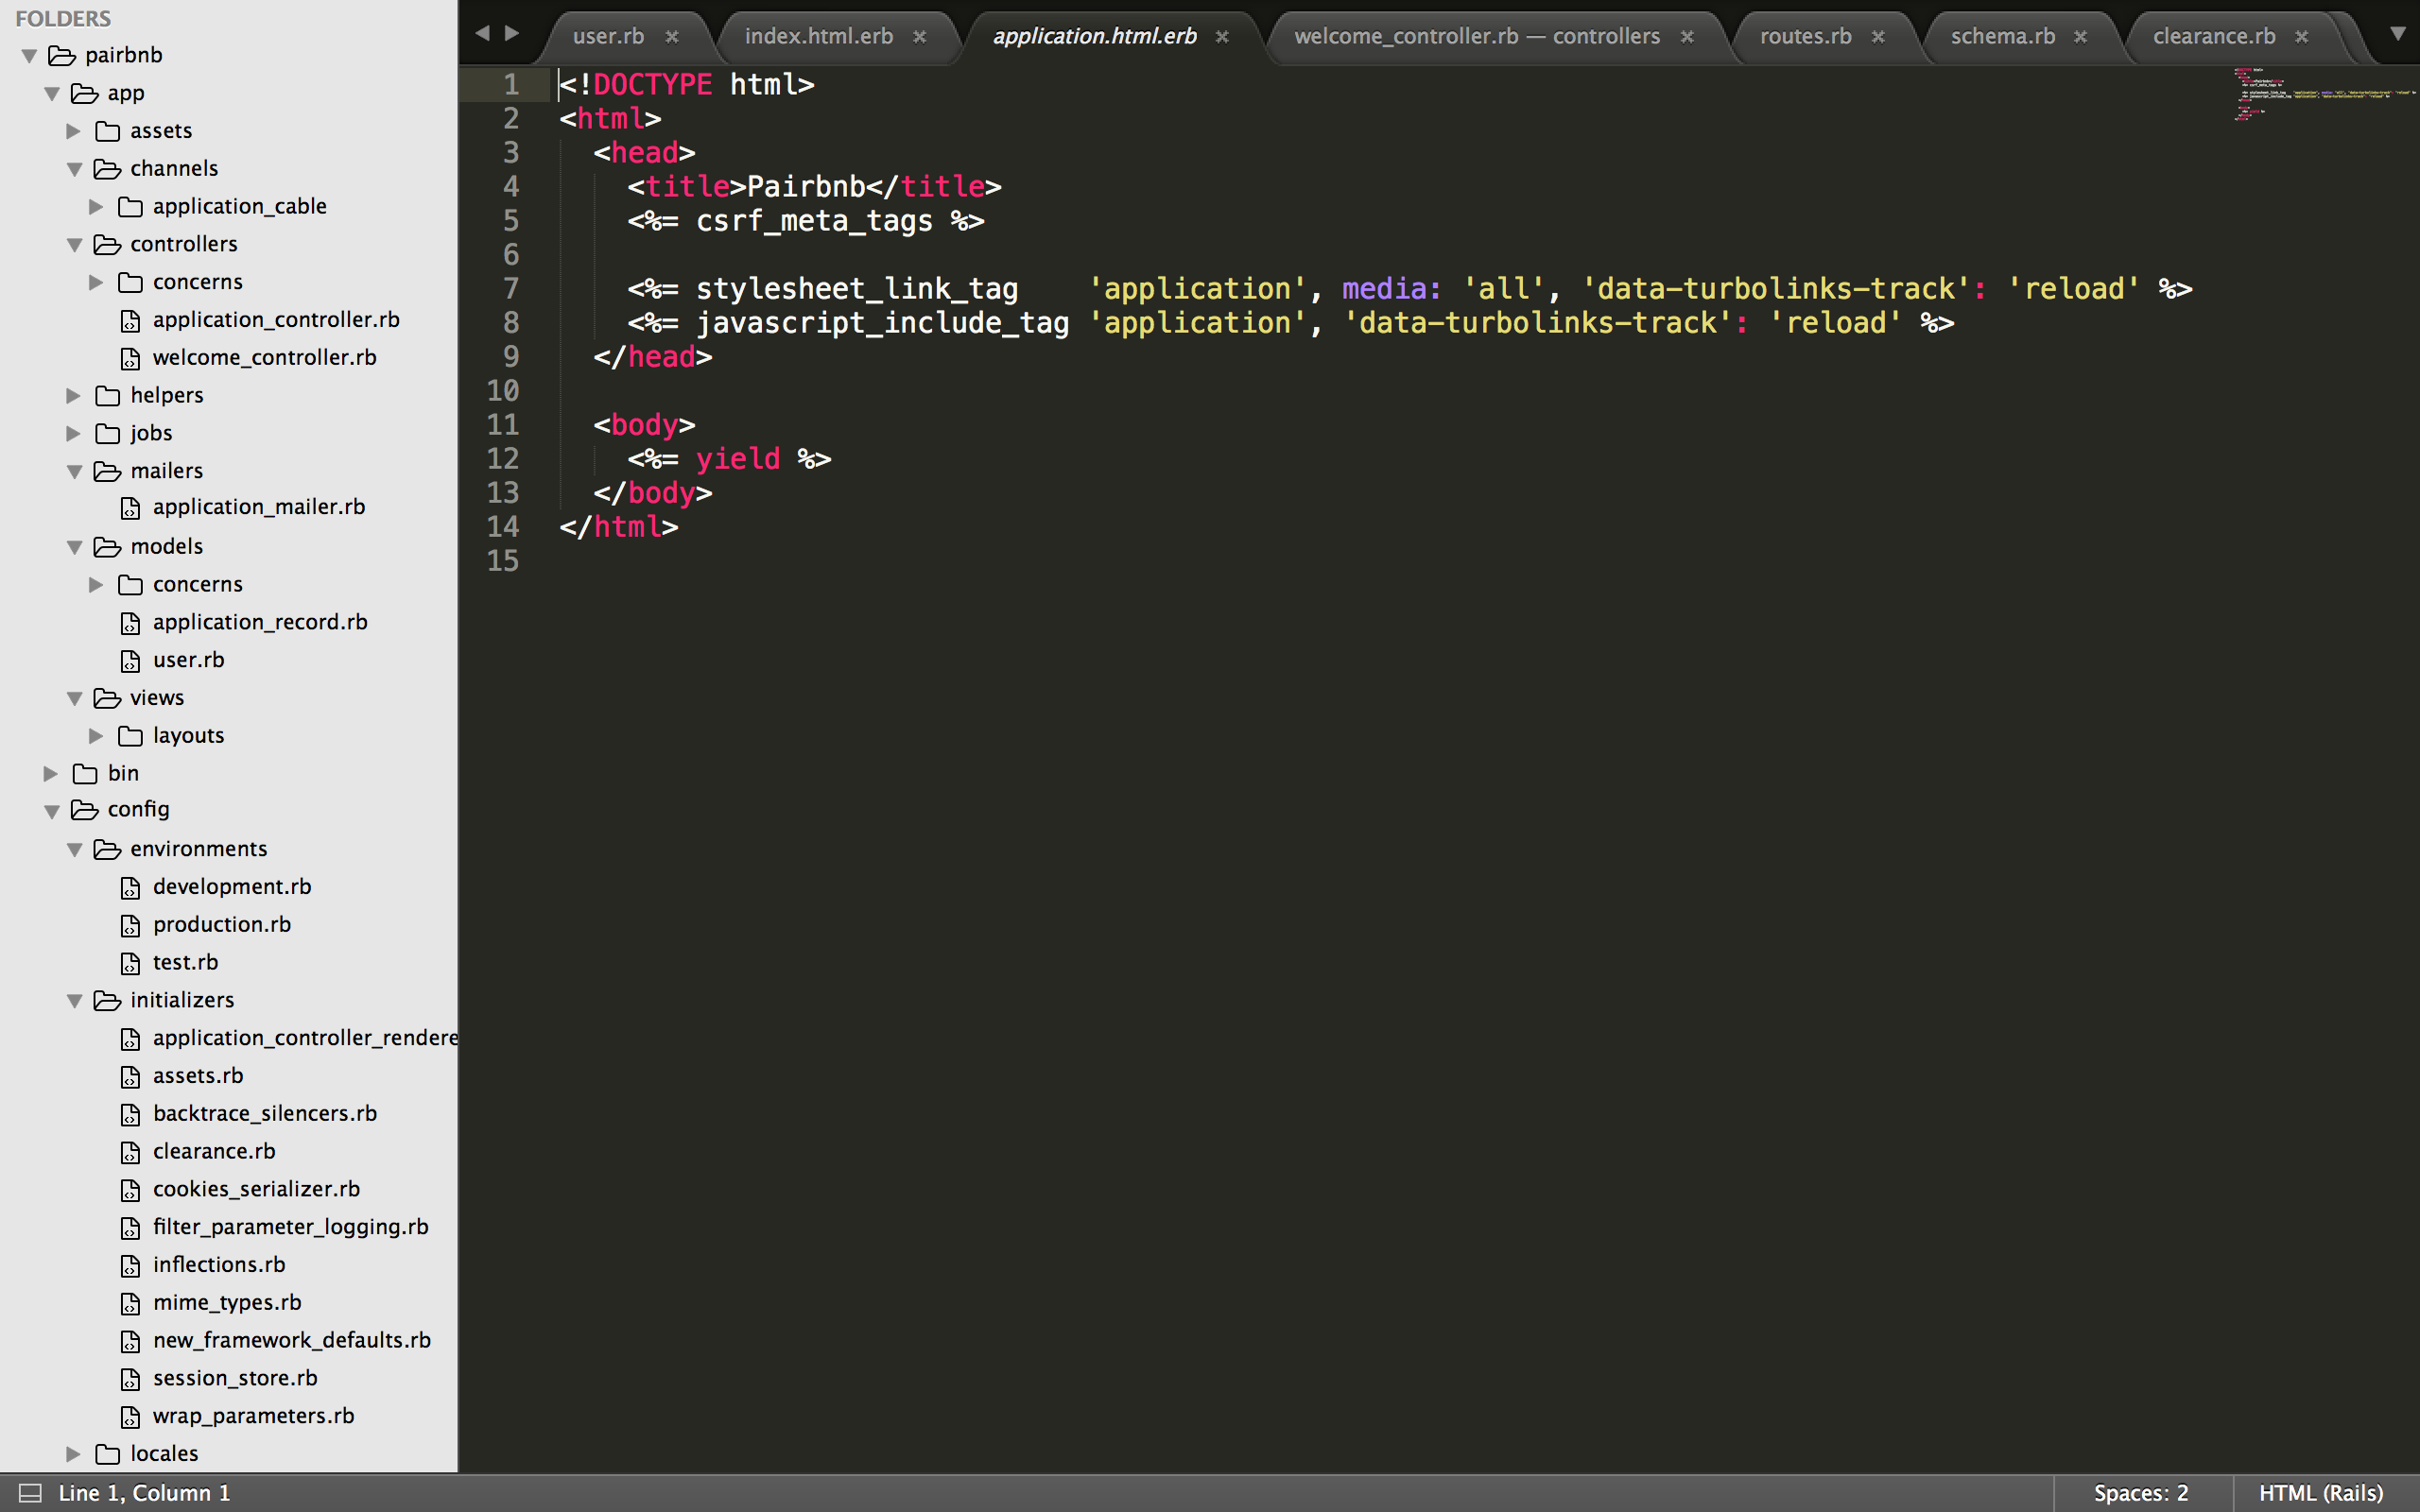 FOLDERS
pairbnb
app
assets
channels
application_cable
controllers
concerns
application_controller.rb
welcome_controller.rb
helpers
jobs
mailers
application_mailer.rb
models
concerns
application_record.rb
user.rb
views
layouts
bin
config
environments
development.rb
production.rb
test.rb
initializers
application_controller_rendere
assets.rb
backtrace_silencers.rb
clearance.rb
cookies_serializer.rb
filter_parameter_logging.rb
inflections.rb
mime_types.rb
new_framework_defaults.rb
session_store.rb
wrap_parameters.rb
locales
user.rb × index.html.erb × application.html.erb × welcome_controller.rb — controllers × routes.rb × schema.rb × clearance.rb ×
1 <!DOCTYPE html>
2 <html>
3   <head>
4     <title>Pairbnb</title>
5     <%= csrf_meta_tags %>
6
7     <%= stylesheet_link_tag    'application', media: 'all', 'data-turbolinks-track': 'reload' %>
8     <%= javascript_include_tag 'application', 'data-turbolinks-track': 'reload' %>
9   </head>
10
11   <body>
12     <%= yield %>
13   </body>
14 </html>
15
Line 1, Column 1
Spaces: 2
HTML (Rails)